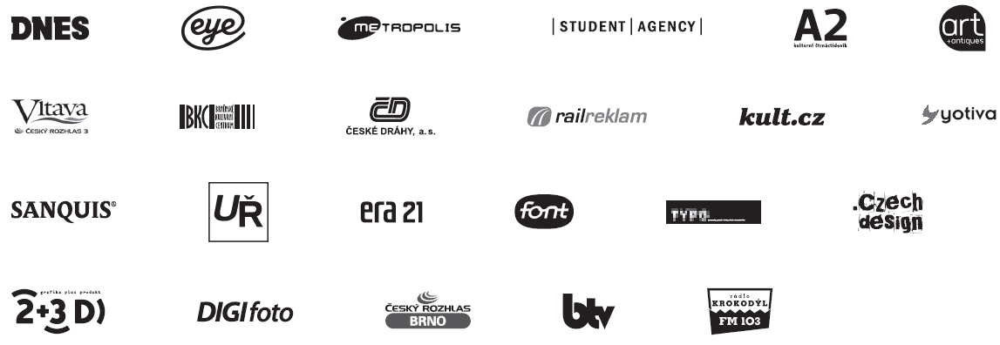 DNES
eye
METROPOLIS
STUDENT AGENCY
A2
kulturní čtrnáctideník
art
+antiques
Vltava
ČESKÝ ROZHLAS 3
BKC
BRNĚNSKÉ
KULTURNÍ
CENTRUM
ČD
ČESKÉ DRÁHY, a.s.
railreklam
kult.cz
yotiva
SANQUIS®
UŘ
era 21
font
TYPO
.Czech
design
grafika plus produkt
2+3D)
DIGIfoto
ČESKÝ ROZHLAS
BRNO
btv
rádio
KROKODÝL
FM 103